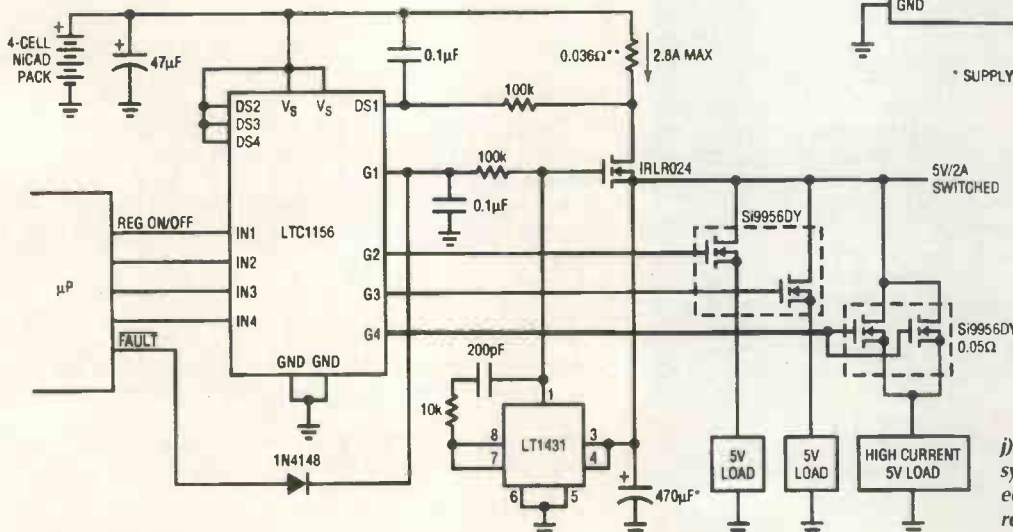 GND
* SUPPLY
4-CELL
NiCAD
PACK
+
+
47µF
0.1µF
0.036Ω**
2.8A MAX
100k
DS2
DS3
DS4
VS
VS
DS1
G1
100k
0.1µF
IRLR024
5V/2A
SWITCHED
µP
REG ON/OFF
IN1
IN2
IN3
IN4
FAULT
LTC1156
G2
G3
G4
Si9956DY
Si9956DY
0.05Ω
GND GND
200pF
10k
1
8
7
LT1431
3
4
6
5
+
470µF*
1N4148
5V
LOAD
5V
LOAD
HIGH CURRENT
5V LOAD
j)
sy
re